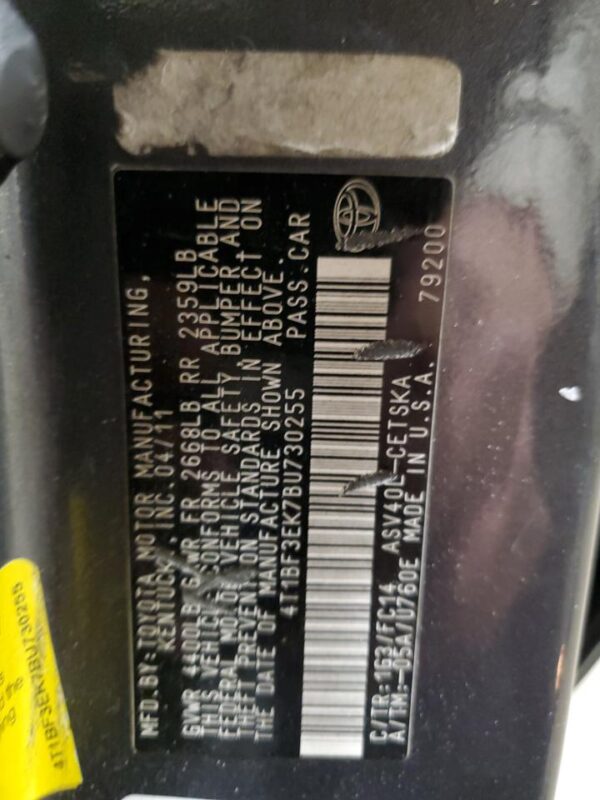 MFD.BY:TOYOTA MOTOR MANUFACTURING,
KENTUCKY, INC. 04/11
GVWR 4400LB GAWR FR 2668LB RR 2359LB
THIS VEHICLE CONFORMS TO ALL APPLICABLE
FEDERAL MOTOR VEHICLE SAFETY, BUMPER AND
THEFT PREVENTION STANDARDS IN EFFECT ON
THE DATE OF MANUFACTURE SHOWN ABOVE.
4T1BF3EK7BU730255 PASS.CAR
C/TR:1G3/FC14 ASV40L-CETSKA
A/TM:-05A/U760E MADE IN U.S.A. 79200
4T1BF3EK7BU730255